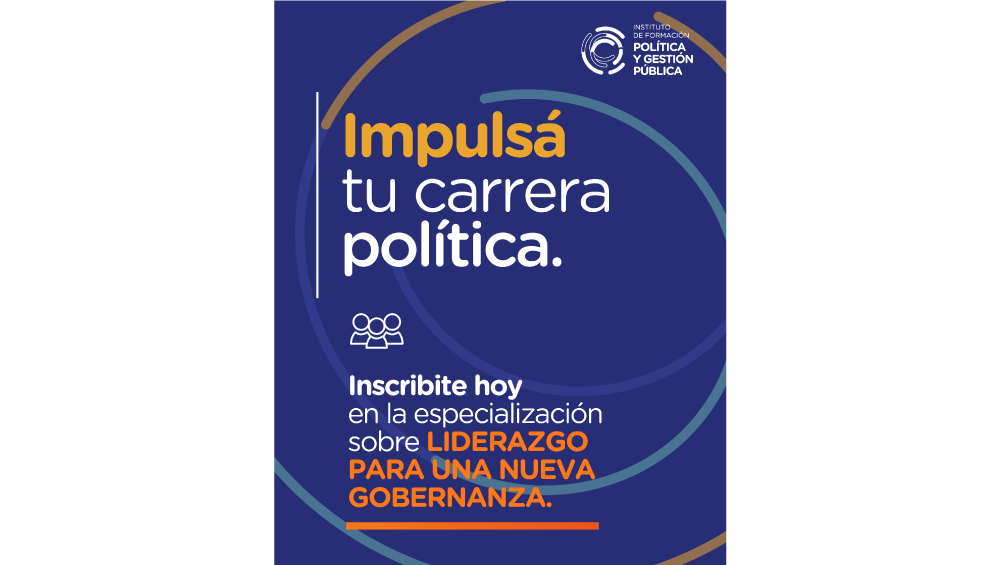 INSTITUTO
DE FORMACIÓN
POLÍTICA
Y GESTIÓN
PÚBLICA
Impulsá
tu carrera
política.
Inscribite hoy
en la especialización
sobre LIDERAZGO
PARA UNA NUEVA
GOBERNANZA.